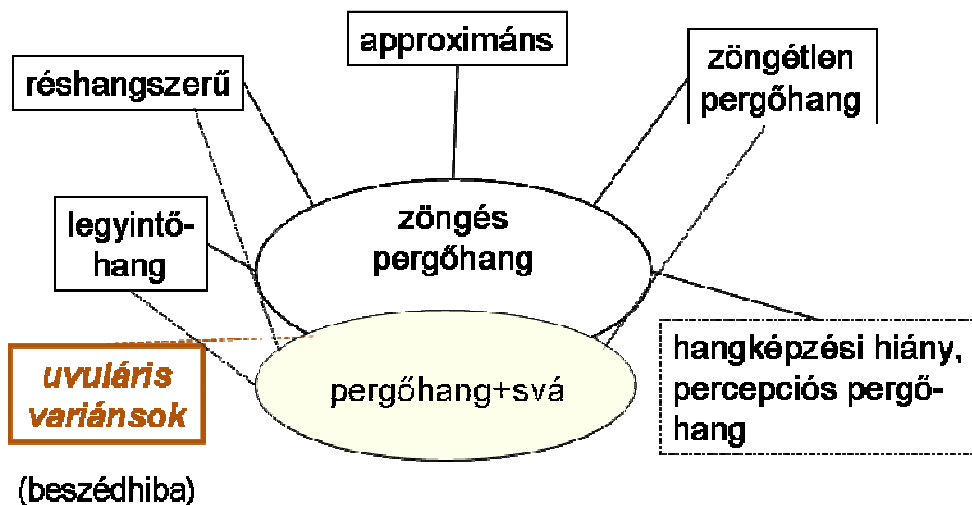 approximáns
réshangszerű
zöngétlen
pergőhang
zöngés
pergőhang
legyintő-
hang
uvuláris
variánsok
(beszédhiba)
pergőhang+svá
hangképzési hiány,
percepciós pergő-
hang